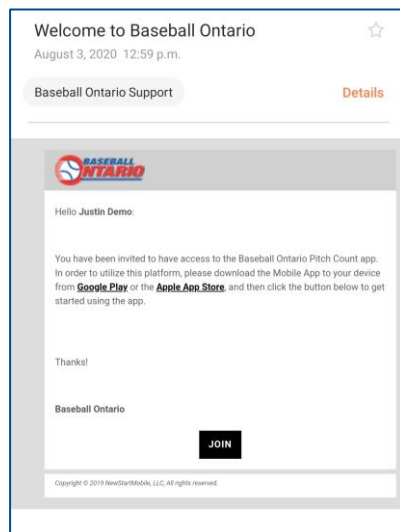 Welcome to Baseball Ontario
August 3, 2020 12:59 p.m.
Baseball Ontario Support
Details
BASEBALL
ONTARIO
Hello Justin Demo:
You have been invited to have access to the Baseball Ontario Pitch Count app.
In order to utilize this platform, please download the Mobile App to your device
from Google Play or the Apple App Store, and then click the button below to get
started using the app.
Thanks!
Baseball Ontario
JOIN
Copyright © 2019 NewStartMobile, LLC, All rights reserved.